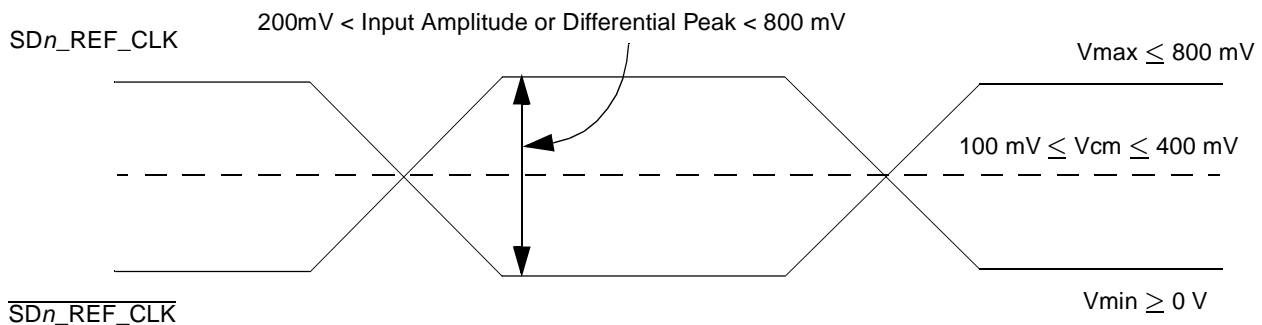 200mV < Input Amplitude or Differential Peak < 800 mV
SDn_REF_CLK
Vmax ≤ 800 mV
100 mV ≤ Vcm ≤ 400 mV
Vmin ≥ 0 V
SDn_REF_CLK